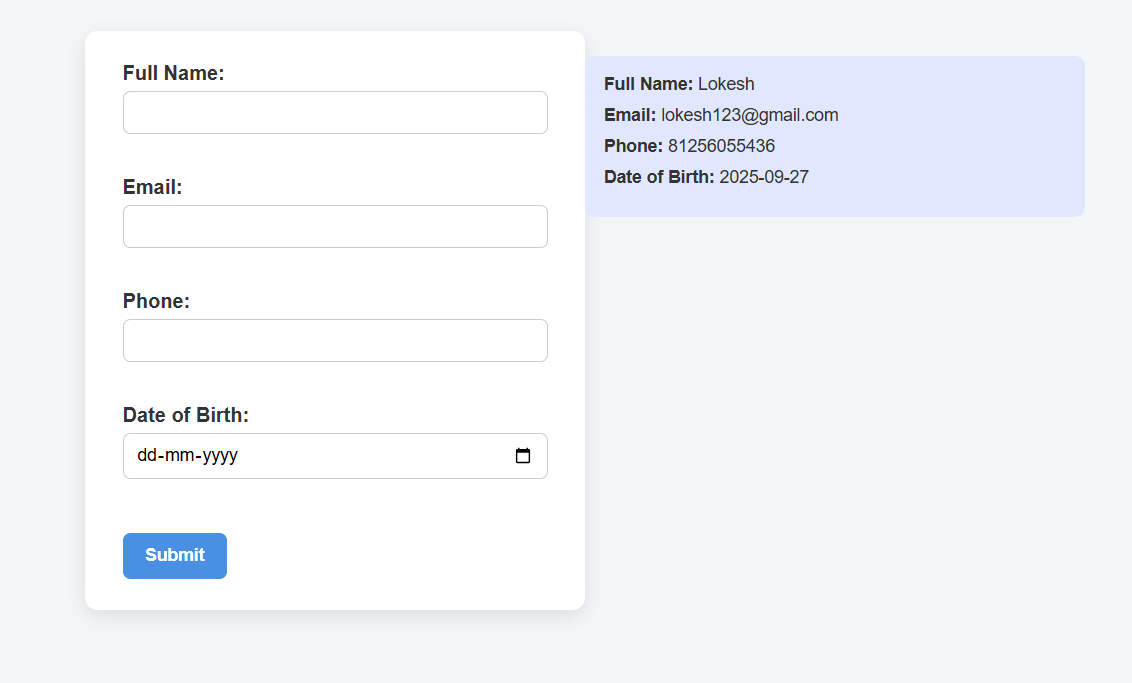 Full Name:
Email:
Phone:
Date of Birth:
dd-mm-yyyy
Submit
Full Name: Lokesh
Email: lokesh123@gmail.com
Phone: 81256055436
Date of Birth: 2025-09-27